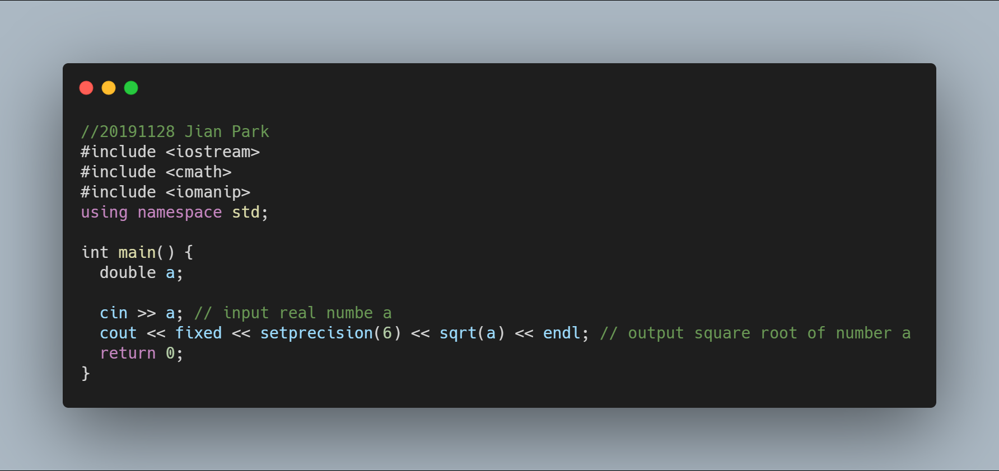 //20191128 Jian Park
#include <iostream>
#include <cmath>
#include <iomanip>
using namespace std;
int main() {
double a;
cin >> a; // input real numbe a
cout << fixed << setprecision(6) << sqrt(a) << endl; // output square root of number a
return 0;
}